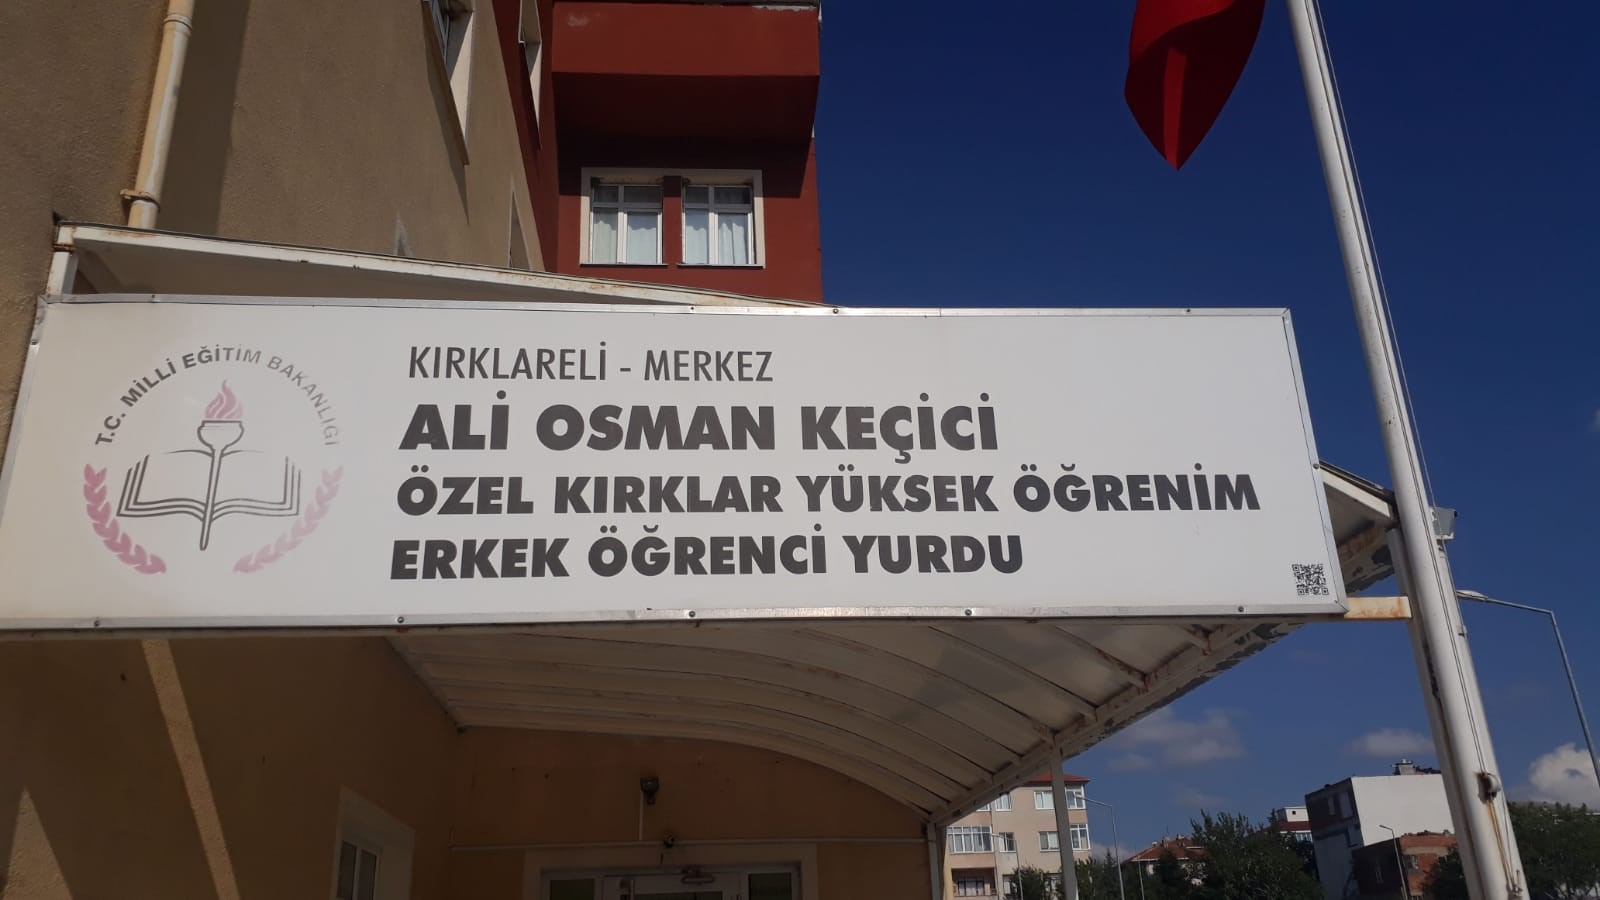 T.C. MİLLİ EĞİTİM BAKANLIĞI
KIRKLARELİ - MERKEZ
ALİ OSMAN KEÇİCİ
ÖZEL KIRKLAR YÜKSEK ÖĞRENİM
ERKEK ÖĞRENCİ YURDU